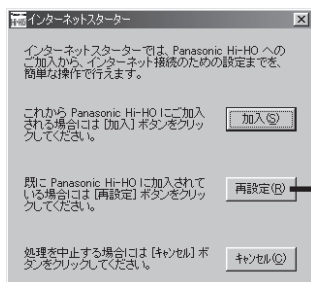 インターネットスターター
インターネットスターターでは、Panasonic Hi-HO への
ご加入から、インターネット接続のための設定までを、
簡単な操作で行えます。
これから Panasonic Hi-HO にご加入
される場合には [加入] ボタンをクリッ
クしてください。
加入(S)
既に Panasonic Hi-HO に加入されて
いる場合には [再設定] ボタンをクリッ
クしてください。
再設定(R)
処理を中止する場合には [キャンセル] ボ
タンをクリックしてください。
キャンセル(C)